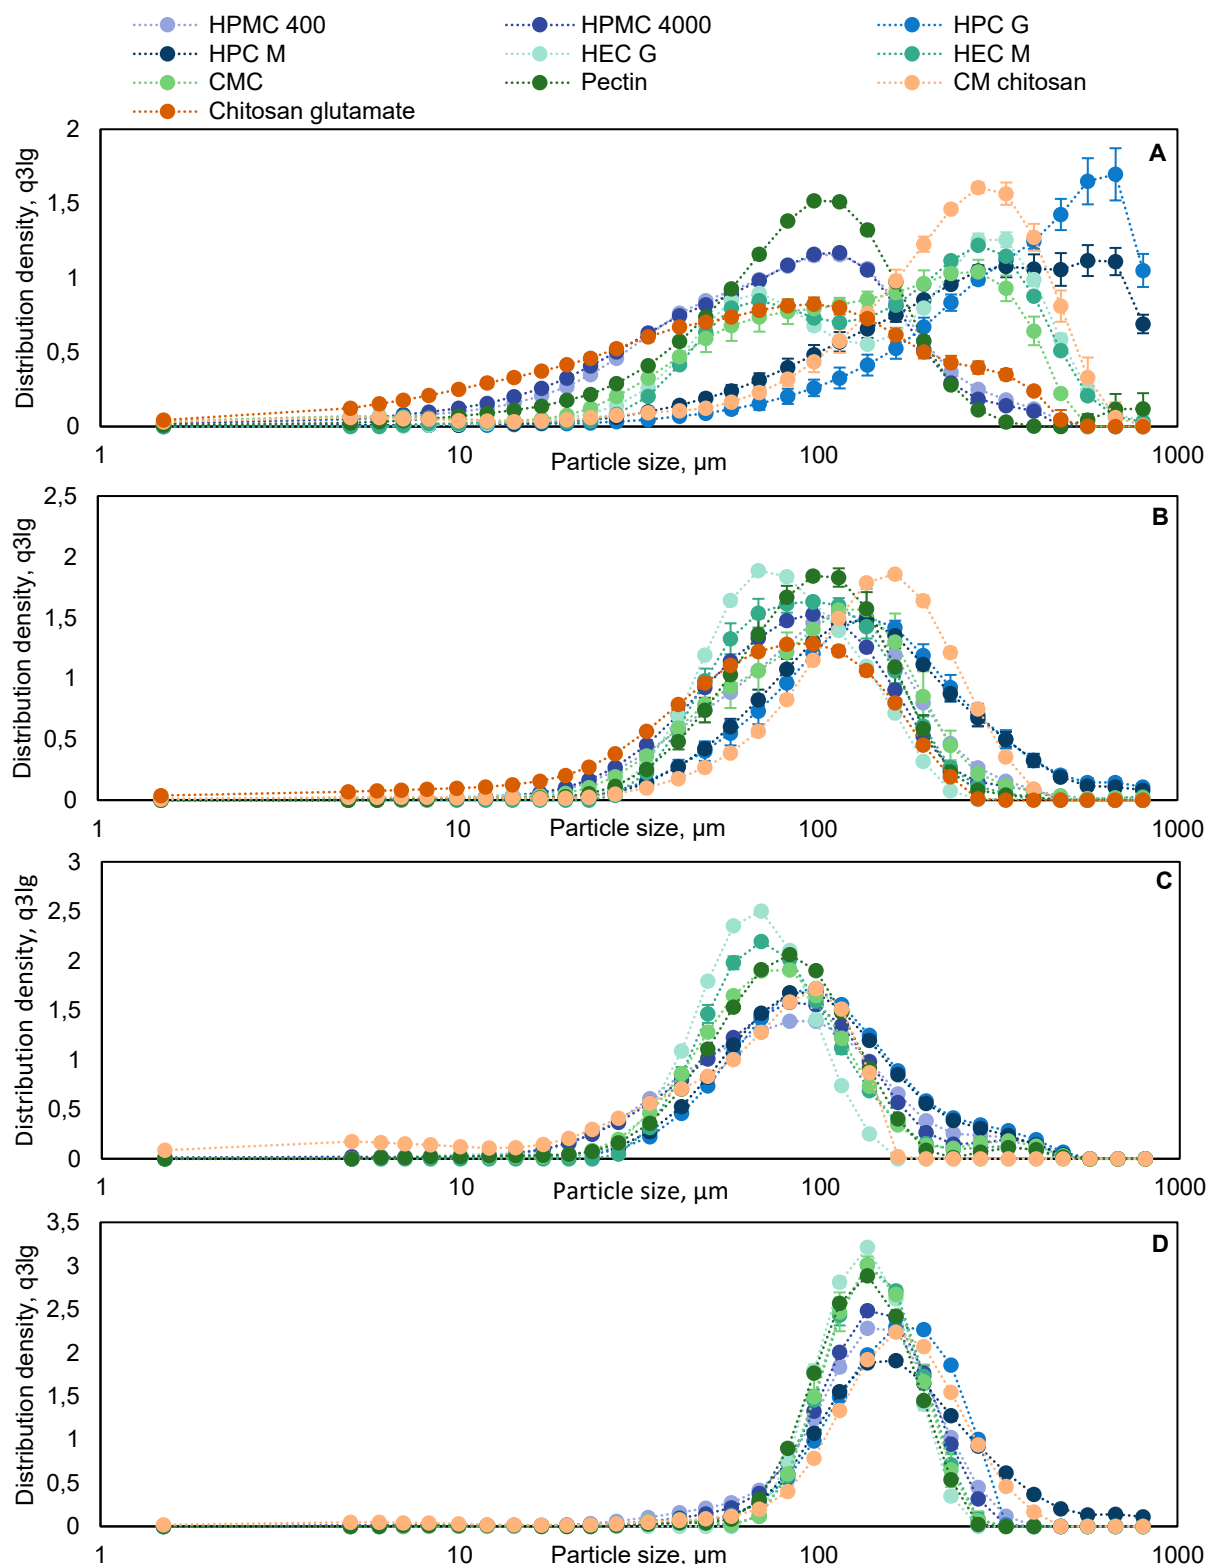 HPMC 400 HPMC 4000 HPC G
HPC M HEC G HEC M
CMC Pectin CM chitosan
Chitosan glutamate
A
Distribution density, q3lg
2
1,5
1
0,5
0
1 10 100 1000
Particle size, µm
B
Distribution density, q3lg
2,5
2
1,5
1
0,5
0
1 10 100 1000
Particle size, µm
C
Distribution density, q3lg
3
2,5
2
1,5
1
0,5
0
1 10 100 1000
Particle size, µm
D
Distribution density, q3lg
3,5
3
2,5
2
1,5
1
0,5
0
1 10 100 1000
Particle size, µm